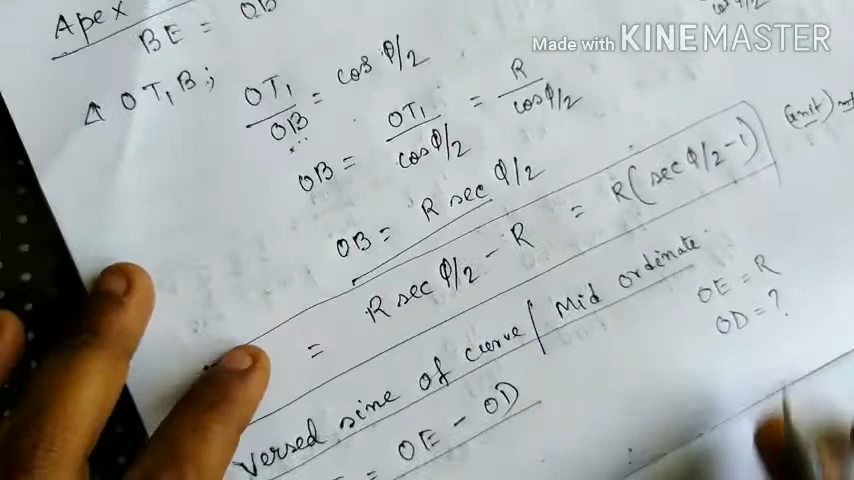 Apex
BE = OB
Made with KINEMASTER
△ OT₁B; OT₁/OB = cos φ/2
OB = OT₁/cos φ/2 = R/cos φ/2
OB = R sec φ/2
= R sec φ/2 - R = R(sec φ/2 - 1)
versed sine of curve / Mid ordinate
OE = R
OD = ?
= OE - OD